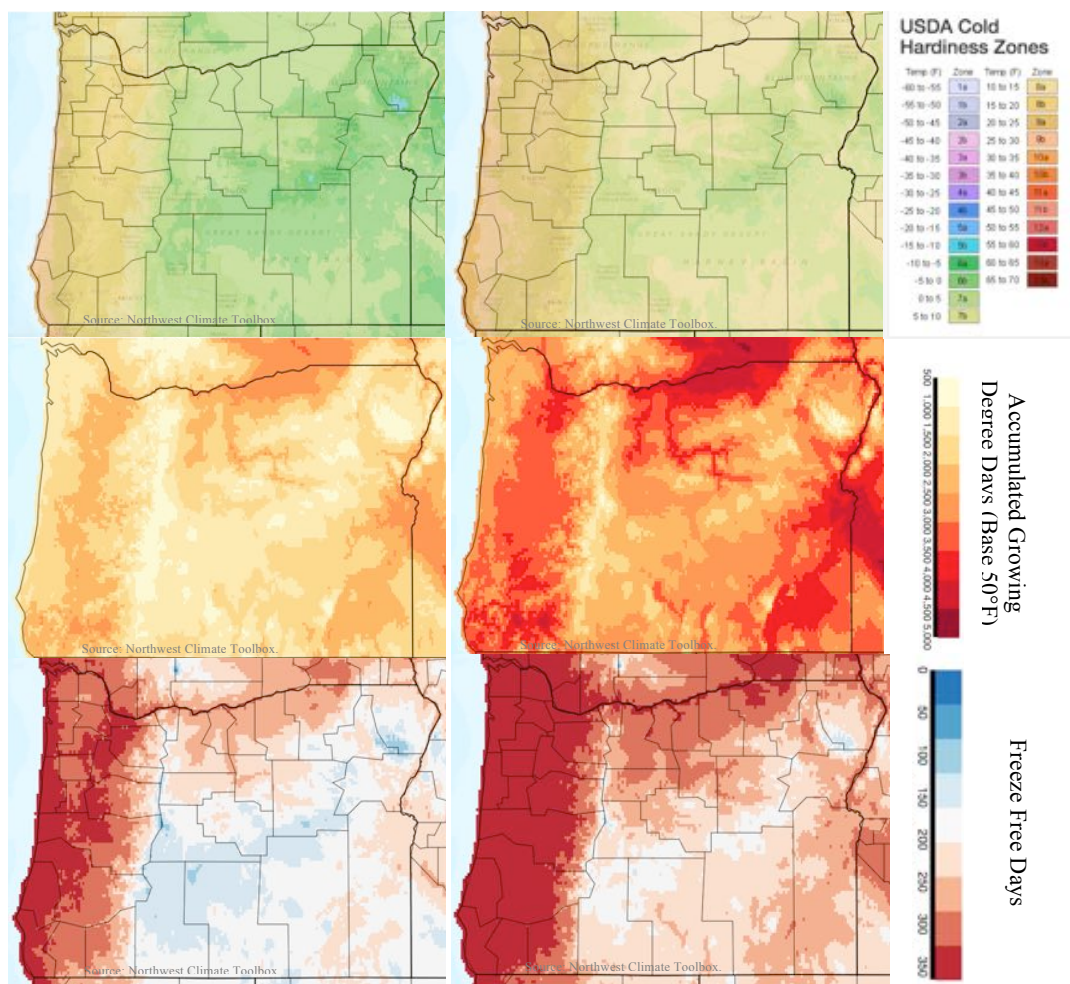 USDA Cold
Hardiness Zones
Temp (F) Zone Temp (F) Zone
-60 to -55 1a 10 to 15 8a
-55 to -50 1b 15 to 20 8b
-50 to -45 2a 20 to 25 9a
-45 to -40 2b 25 to 30 9b
-40 to -35 3a 30 to 35 10a
-35 to -30 3b 35 to 40 10b
-30 to -25 4a 40 to 45 11a
-25 to -20 4b 45 to 50 11b
-20 to -15 5a 50 to 55 12a
-15 to -10 5b 55 to 60
-10 to -5 6a 60 to 65
-5 to 0 6b 65 to 70
0 to 5 7a
5 to 10 7b
GREAT SANDY DESERT
HARNEY BASIN
BLUE MOUNTAINS
Source: Northwest Climate Toolbox.
Source: Northwest Climate Toolbox.
Accumulated Growing
Degree Days (Base 50°F)
500 1,000 1,500 2,000 2,500 3,000 3,500 4,000 4,500 5,000
Source: Northwest Climate Toolbox.
Source: Northwest Climate Toolbox.
Freeze Free Days
0 50 100 150 200 250 300 350
Source: Northwest Climate Toolbox
Source: Northwest Climate Toolbox.